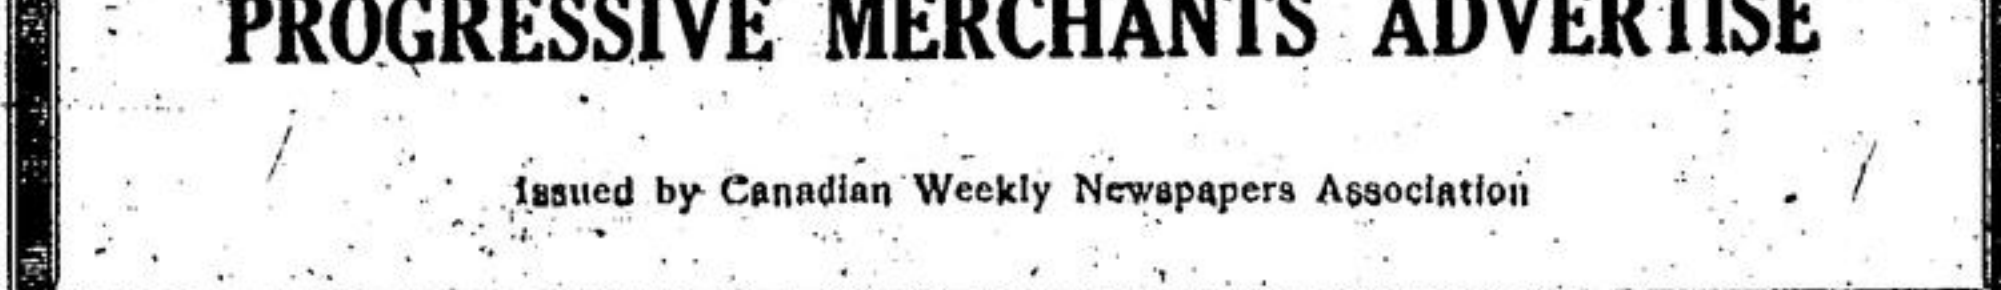 PROGRESSIVE MERCHANTS ADVERTISE
Issued by Canadian Weekly Newspapers Association